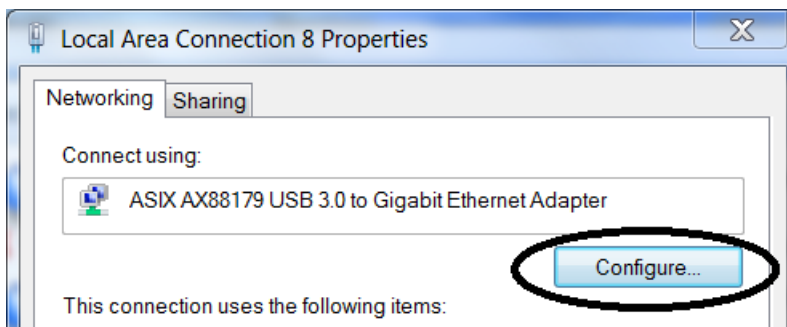 Local Area Connection 8 Properties
Networking Sharing
Connect using:
ASIX AX88179 USB 3.0 to Gigabit Ethernet Adapter
Configure...
This connection uses the following items: